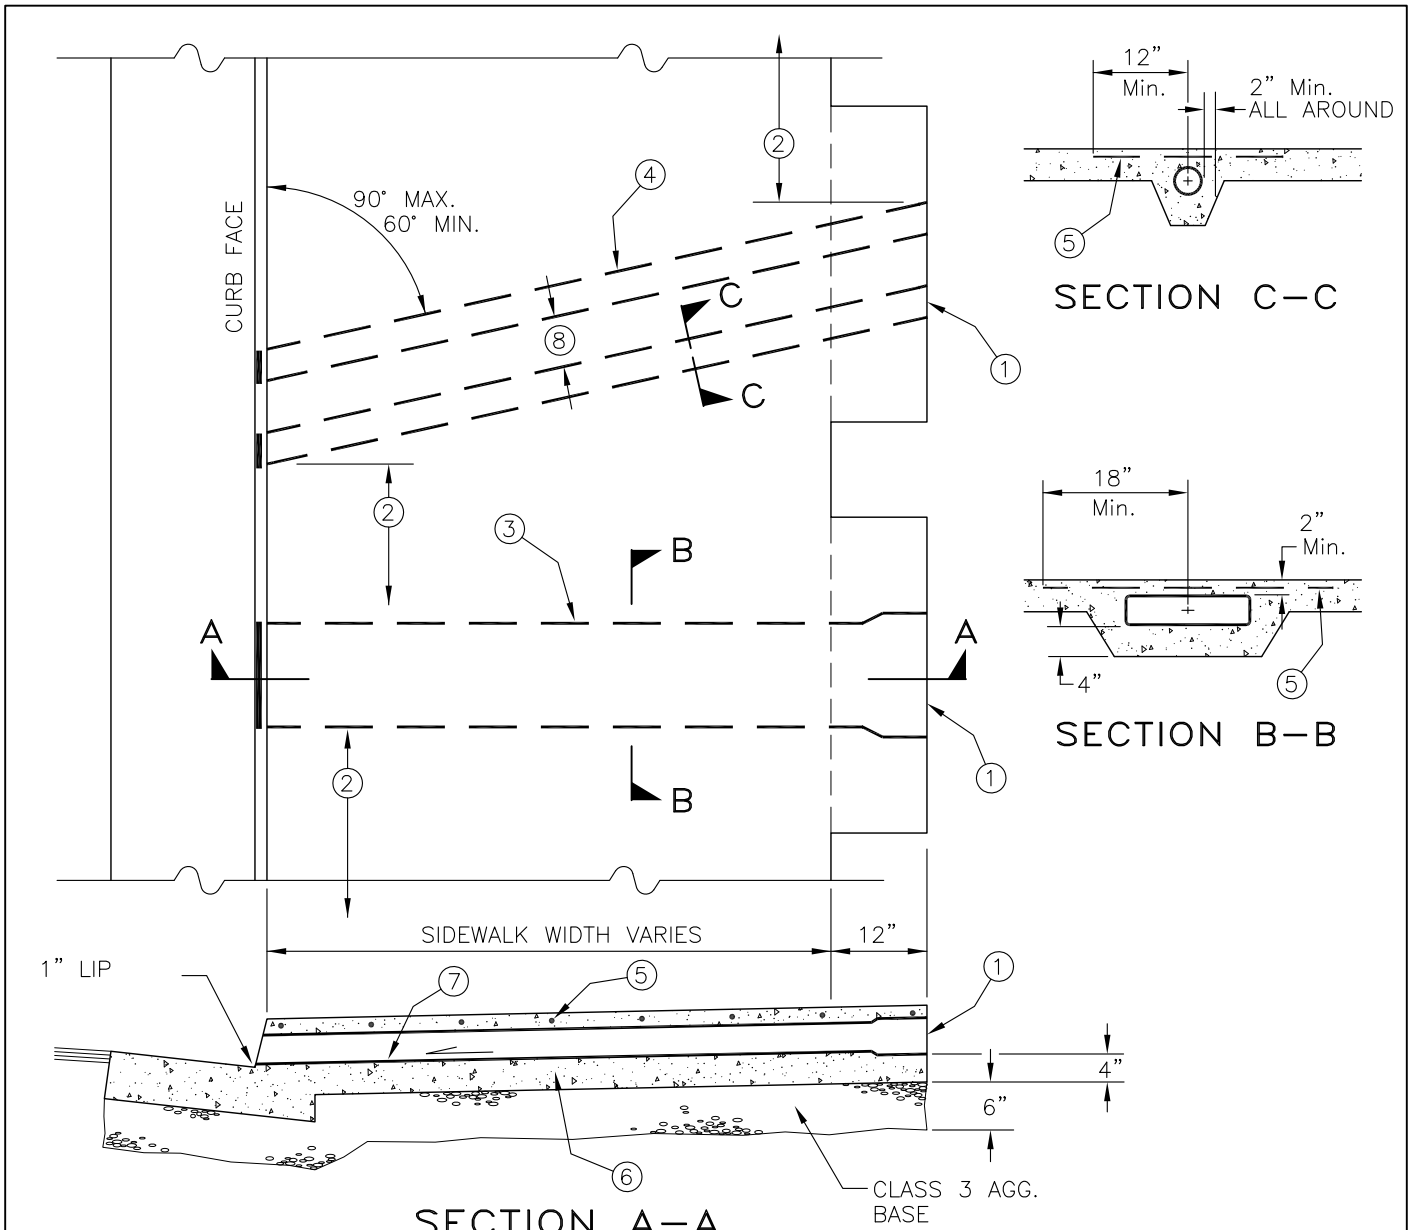 12”
Min.
2” Min.
ALL AROUND
2
4
90° MAX.
60° MIN.
CURB FACE
5
SECTION C–C
C
8
1
C
18”
Min.
2
3
2”
Min.
B
A
A
4”
5
SECTION B–B
2
1
B
SIDEWALK WIDTH VARIES
12”
1” LIP
7
5
1
4”
6”
6
CLASS 3 AGG.
BASE
SECTION A–A